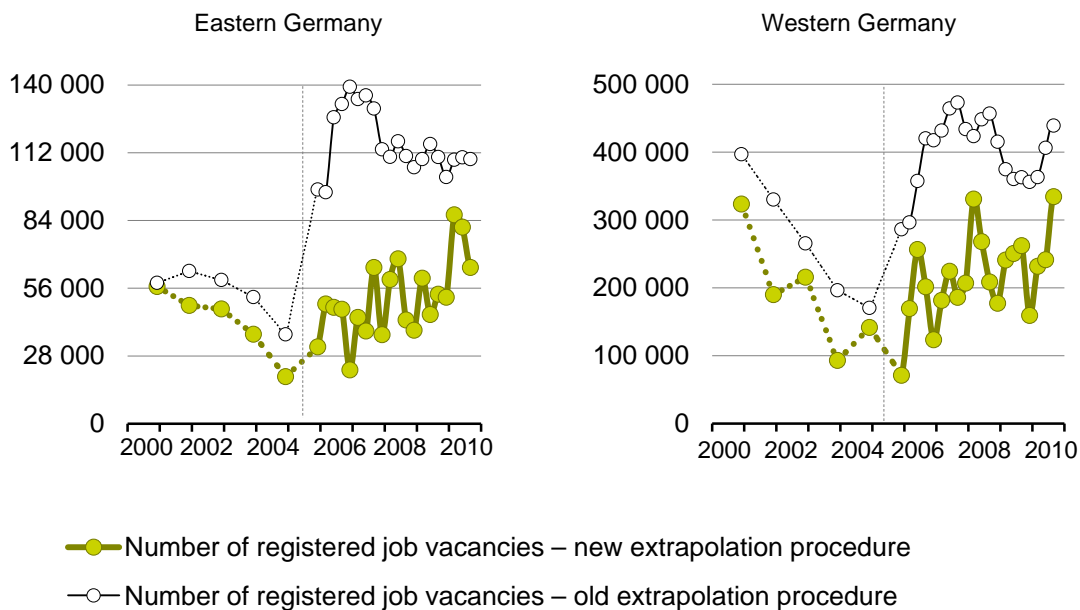 Eastern Germany
140 000
112 000
84 000
56 000
28 000
0
2000 2002 2004 2006 2008 2010
Western Germany
500 000
400 000
300 000
200 000
100 000
0
2000 2002 2004 2006 2008 2010
Number of registered job vacancies – new extrapolation procedure
Number of registered job vacancies – old extrapolation procedure